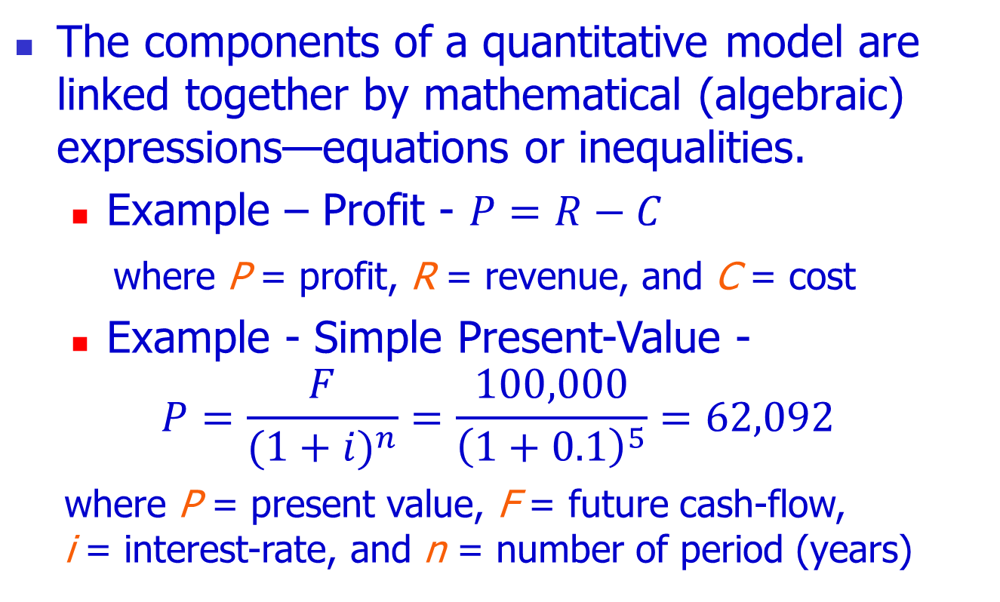 The components of a quantitative model are
linked together by mathematical (algebraic)
expressions—equations or inequalities.
Example – Profit - P = R − C
where P = profit, R = revenue, and C = cost
Example - Simple Present-Value -
P = F / (1 + i)^n = 100,000 / (1 + 0.1)^5 = 62,092
where P = present value, F = future cash-flow,
i = interest-rate, and n = number of period (years)